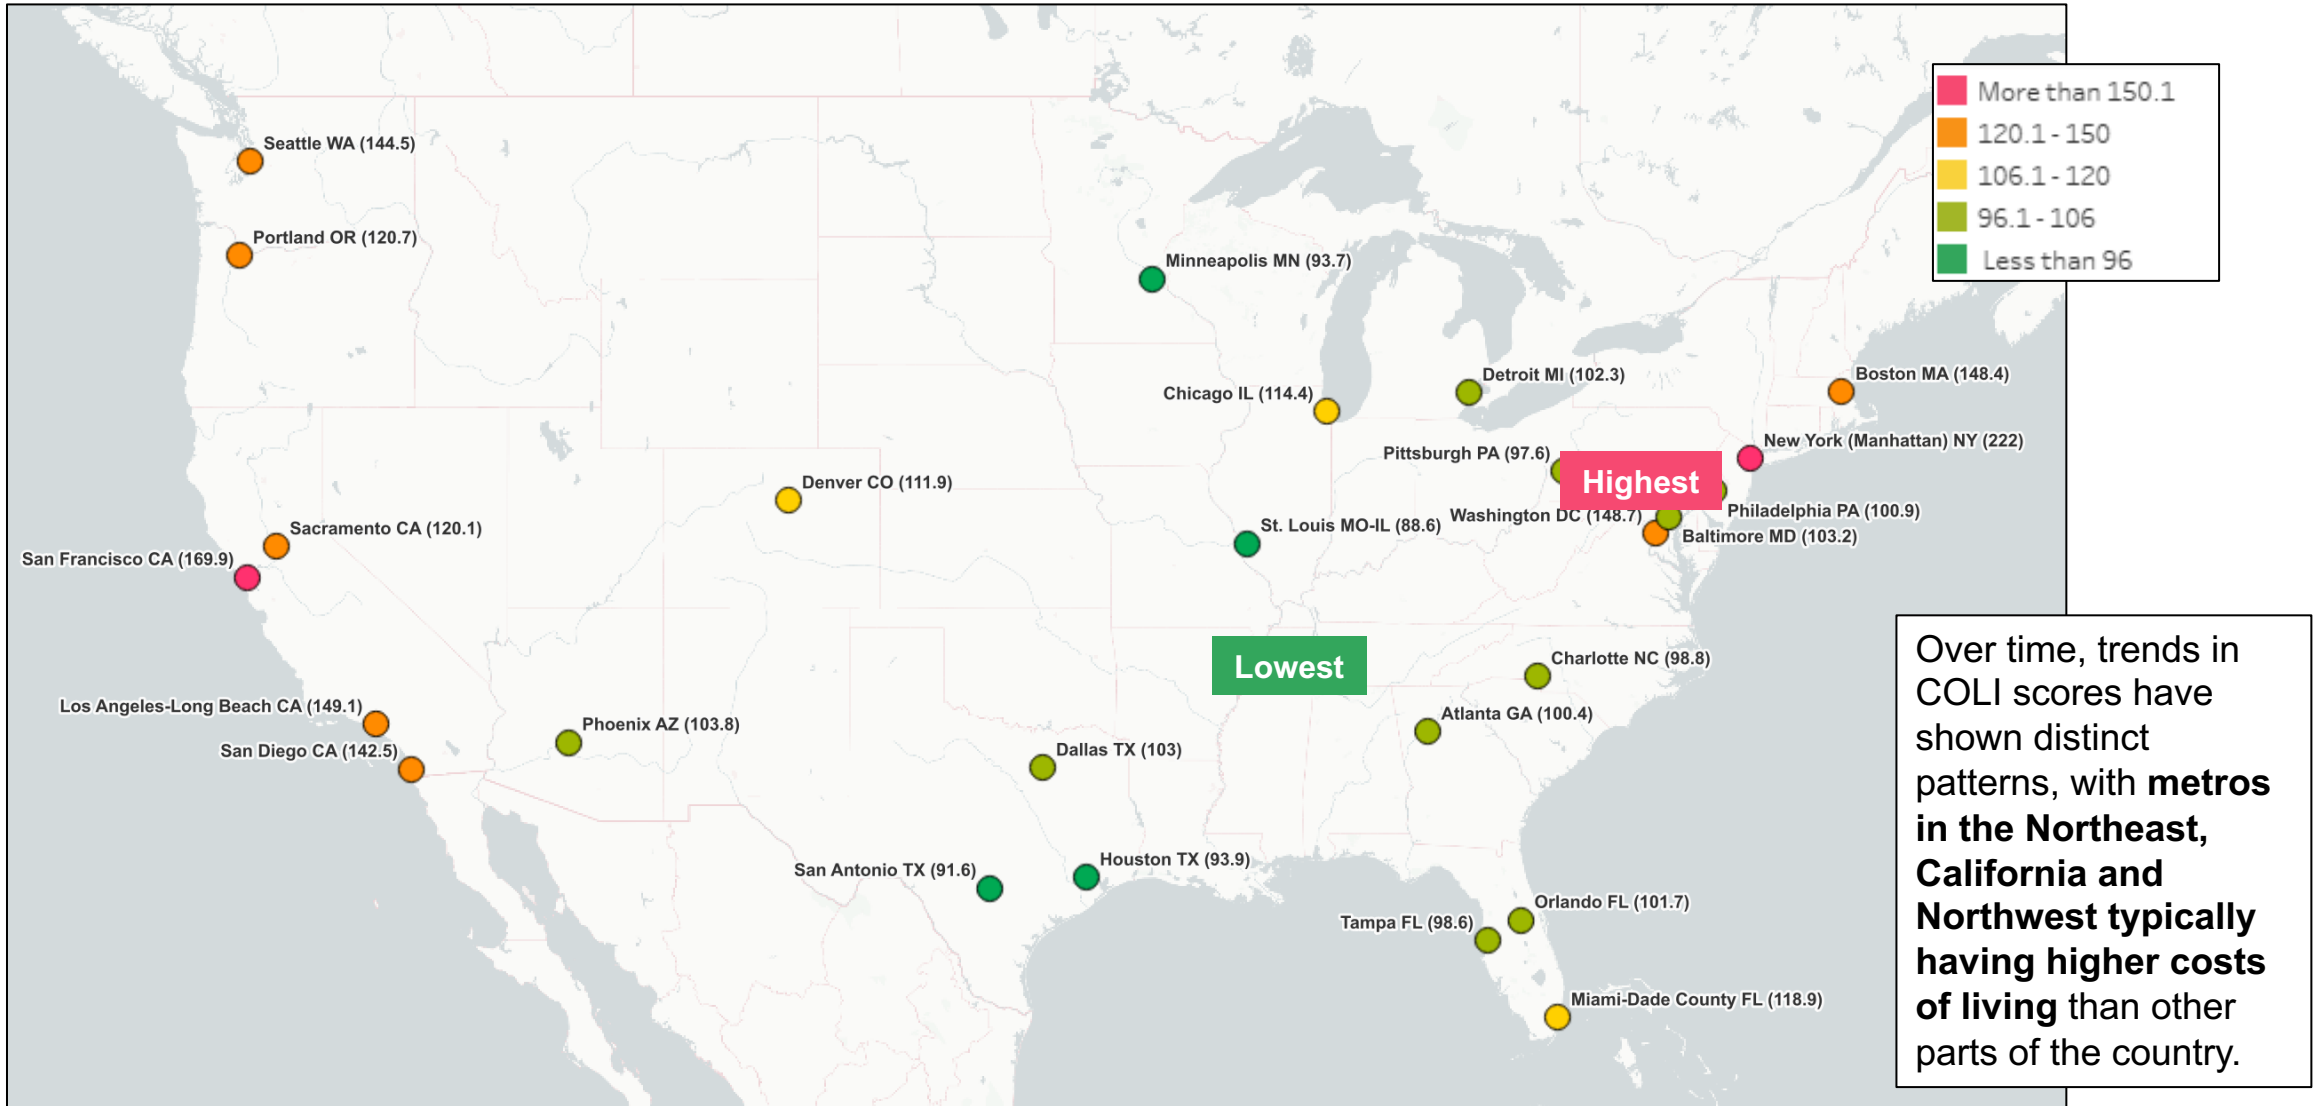 More than 150.1
120.1 - 150
106.1 - 120
96.1 - 106
Less than 96
Seattle WA (144.5)
Portland OR (120.7)
Minneapolis MN (93.7)
Detroit MI (102.3)
Boston MA (148.4)
Chicago IL (114.4)
New York (Manhattan) NY (222)
Pittsburgh PA (97.6)
Highest
Denver CO (111.9)
Philadelphia PA (100.9)
Washington DC (148.7)
Baltimore MD (103.2)
St. Louis MO-IL (88.6)
Sacramento CA (120.1)
San Francisco CA (169.9)
Lowest
Charlotte NC (98.8)
Los Angeles-Long Beach CA (149.1)
Atlanta GA (100.4)
Phoenix AZ (103.8)
San Diego CA (142.5)
Dallas TX (103)
Houston TX (93.9)
San Antonio TX (91.6)
Orlando FL (101.7)
Tampa FL (98.6)
Miami-Dade County FL (118.9)
Over time, trends in
COLI scores have
shown distinct
patterns, with metros
in the Northeast,
California and
Northwest typically
having higher costs
of living than other
parts of the country.